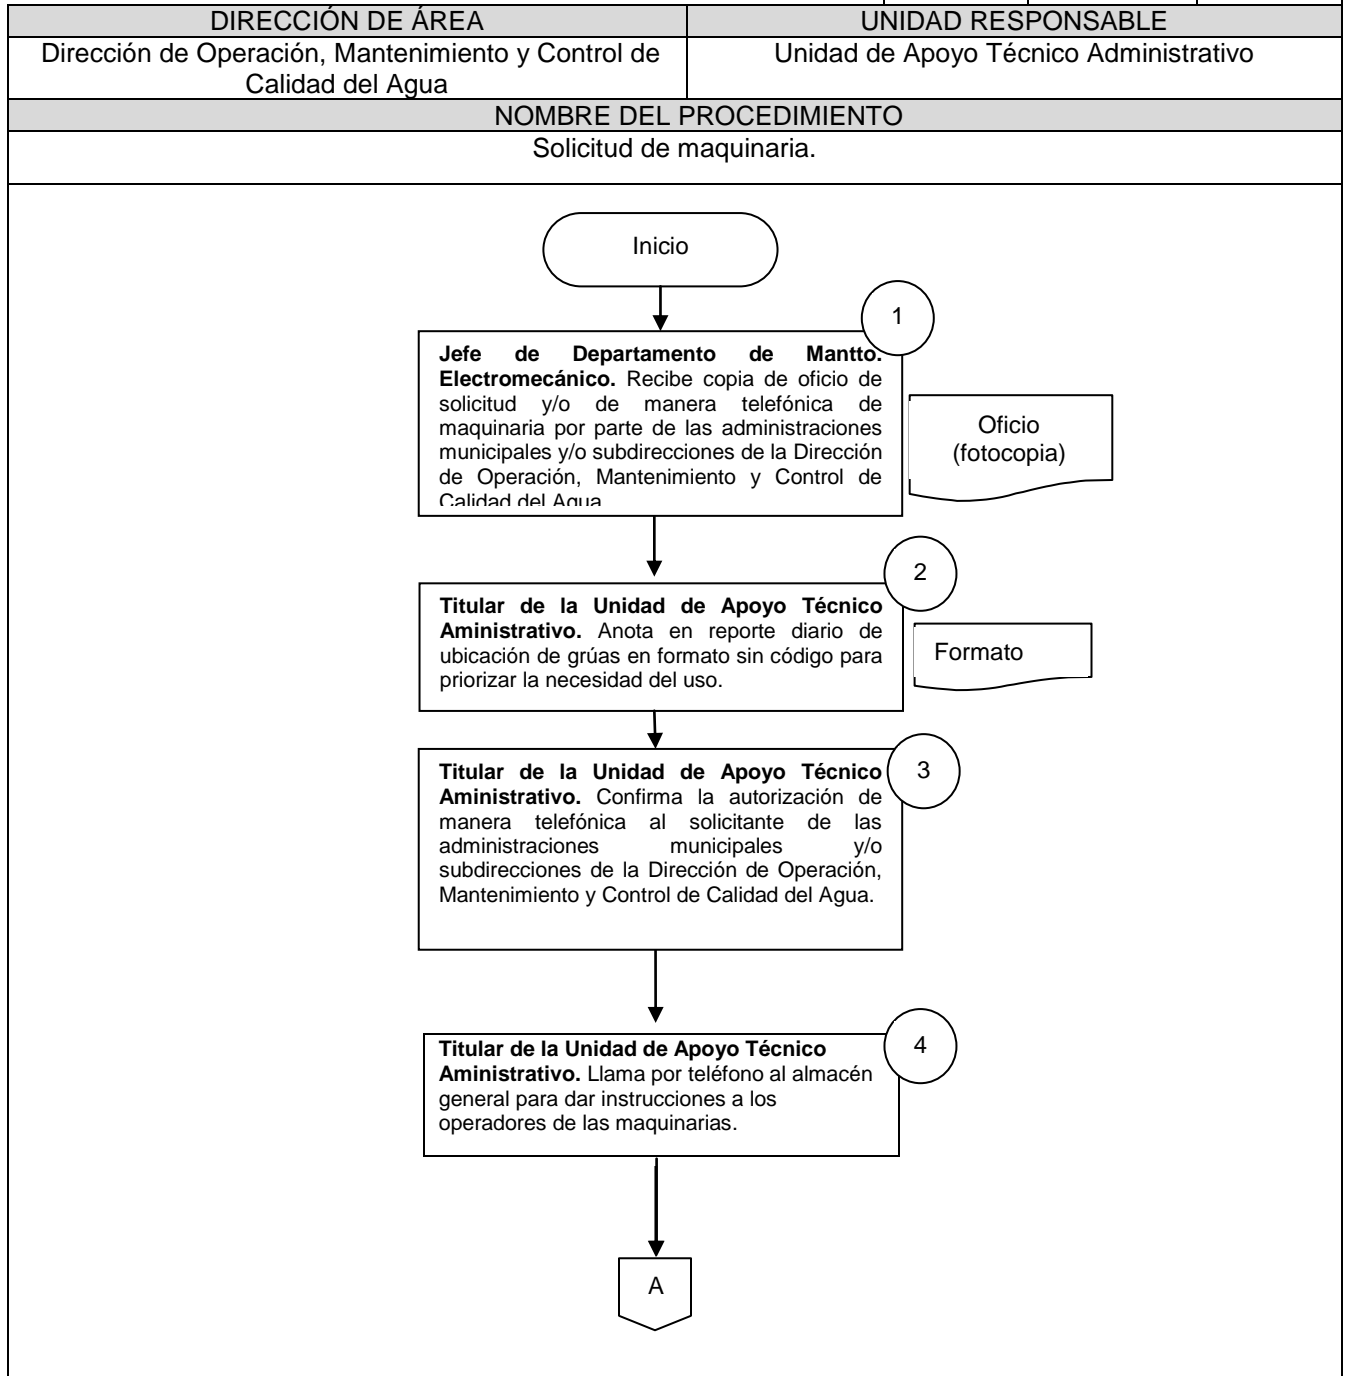 DIRECCIÓN DE ÁREA
UNIDAD RESPONSABLE
Dirección de Operación, Mantenimiento y Control de
Calidad del Agua
Unidad de Apoyo Técnico Administrativo
NOMBRE DEL PROCEDIMIENTO
Solicitud de maquinaria.
Inicio
1
Jefe de Departamento de Mantto.
Electromecánico. Recibe copia de oficio de
solicitud y/o de manera telefónica de
maquinaria por parte de las administraciones
municipales y/o subdirecciones de la Dirección
de Operación, Mantenimiento y Control de
Calidad del Agua
Oficio
(fotocopia)
2
Titular de la Unidad de Apoyo Técnico
Aministrativo. Anota en reporte diario de
ubicación de grúas en formato sin código para
priorizar la necesidad del uso.
Formato
3
Titular de la Unidad de Apoyo Técnico
Aministrativo. Confirma la autorización de
manera telefónica al solicitante de las
administraciones municipales y/o
subdirecciones de la Dirección de Operación,
Mantenimiento y Control de Calidad del Agua.
4
Titular de la Unidad de Apoyo Técnico
Aministrativo. Llama por teléfono al almacén
general para dar instrucciones a los
operadores de las maquinarias.
A